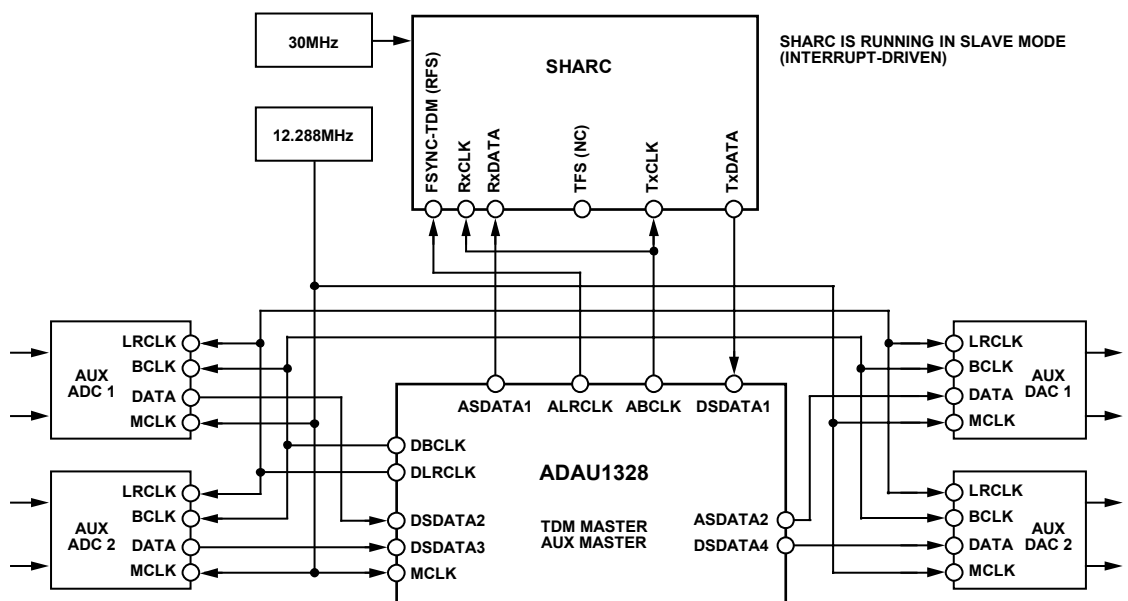 30MHz
12.288MHz
SHARC
SHARC IS RUNNING IN SLAVE MODE
(INTERRUPT-DRIVEN)
FSYNC-TDM (RFS)
RxCLK
RxDATA
TFS (NC)
TxCLK
TxDATA
AUX
ADC 1
LRCLK
BCLK
DATA
MCLK
AUX
ADC 2
LRCLK
BCLK
DATA
MCLK
ASDATA1
ALRCLK
ABCLK
DSDATA1
DBCLK
DLRCLK
DSDATA2
DSDATA3
MCLK
ADAU1328
TDM MASTER
AUX MASTER
ASDATA2
DSDATA4
LRCLK
BCLK
DATA
MCLK
AUX
DAC 1
LRCLK
BCLK
DATA
MCLK
AUX
DAC 2